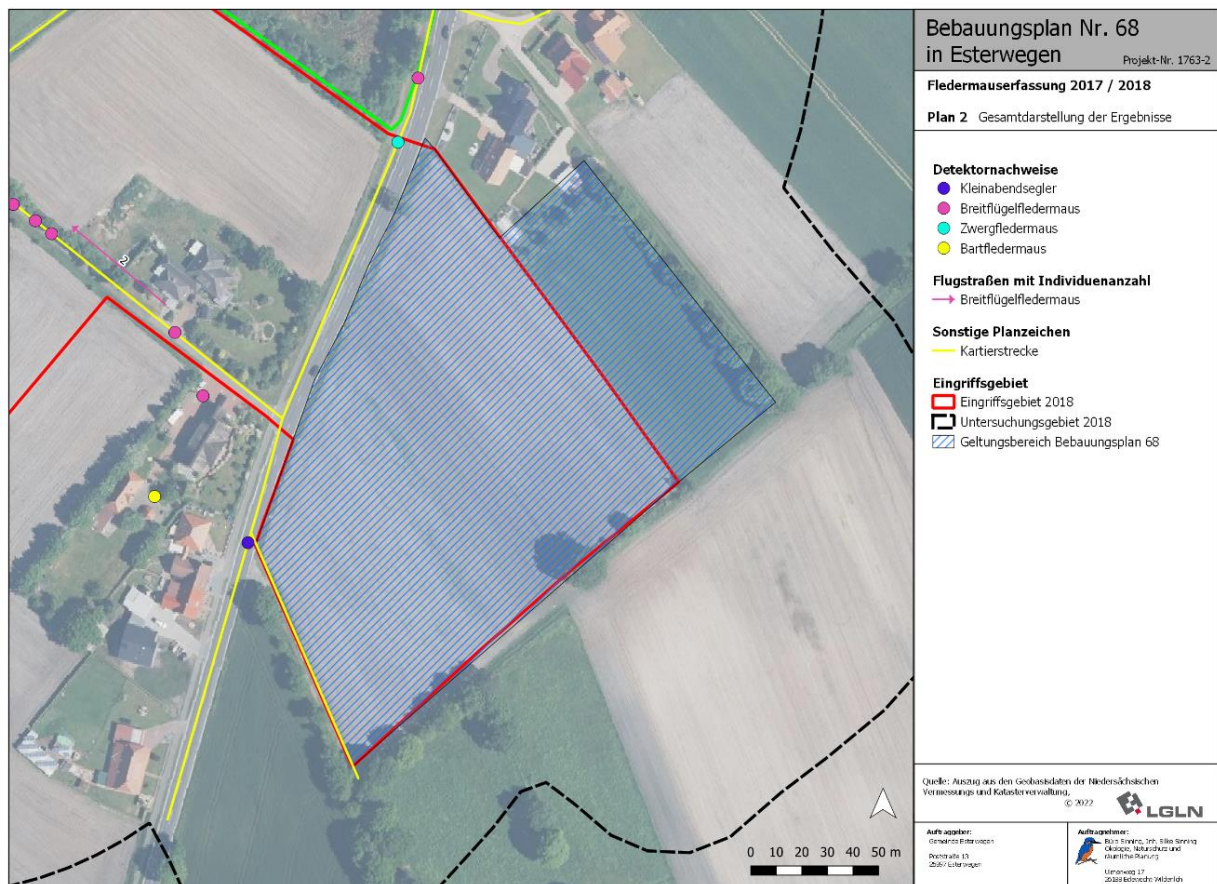 Bebauungsplan Nr. 68
in Esterwegen
Projekt-Nr. 1763-2
Fledermauserfassung 2017 / 2018
Plan 2 Gesamtdarstellung der Ergebnisse
Detektornachweise
Kleinabendsegler
Breitflügelfledermaus
Zwergfledermaus
Bartfledermaus
Flugstraßen mit Individuenanzahl
Breitflügelfledermaus
Sonstige Planzeichen
Kartierstrecke
Eingriffsgebiet
Eingriffsgebiet 2018
Untersuchungsgebiet 2018
Geltungsbereich Bebauungsplan 68
2
0 10 20 30 40 50 m
Quelle: Auszug aus den Geobasisdaten der Niedersächsischen
Vermessungs und Katasterverwaltung,
© 2022
LGLN
Auftraggeber:
Gemeinde Esterwegen
Poststraße 13
Esterwegen
Auftragnehmer:
Büro Sinning, Inh. Silke Sinning
Ökologie, Naturschutz und
räumliche Planung
Ulmenweg 17
26188 Edewecht-Wildenloh